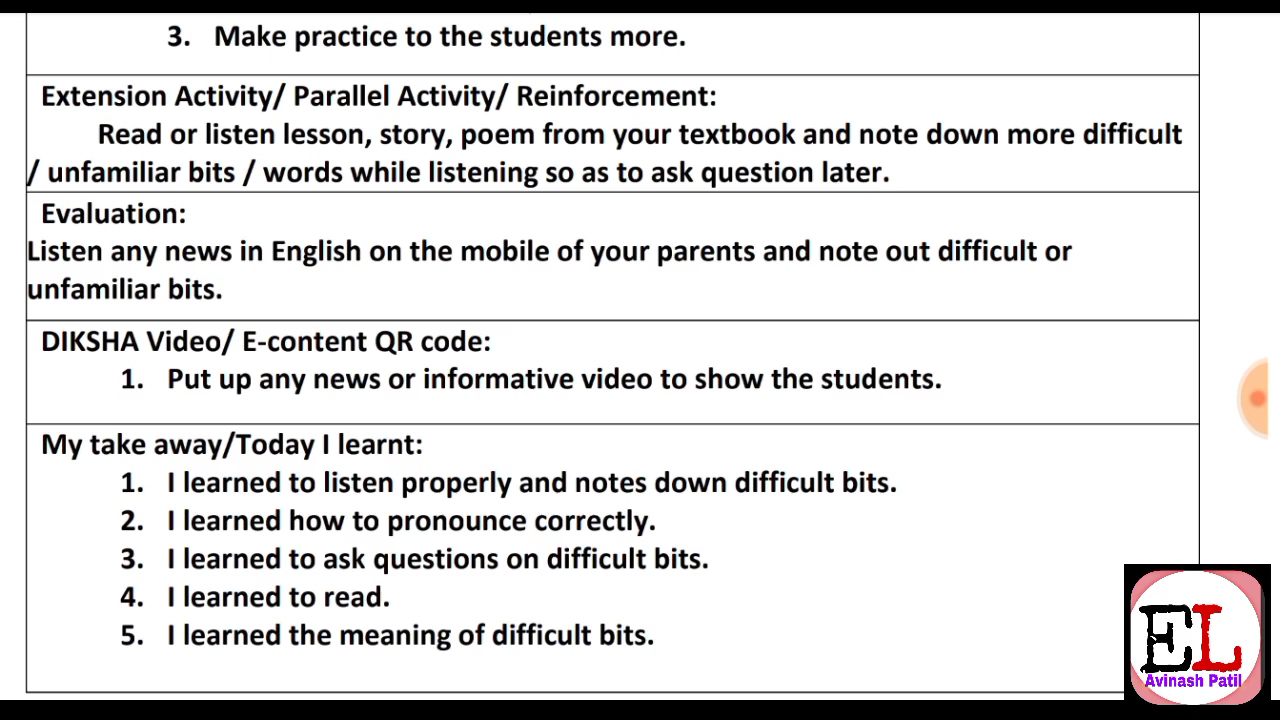 3. Make practice to the students more.
Extension Activity/ Parallel Activity/ Reinforcement:
Read or listen lesson, story, poem from your textbook and note down more difficult
/ unfamiliar bits / words while listening so as to ask question later.
Evaluation:
Listen any news in English on the mobile of your parents and note out difficult or
unfamiliar bits.
DIKSHA Video/ E-content QR code:
1. Put up any news or informative video to show the students.
My take away/Today I learnt:
1. I learned to listen properly and notes down difficult bits.
2. I learned how to pronounce correctly.
3. I learned to ask questions on difficult bits.
4. I learned to read.
5. I learned the meaning of difficult bits.
EL
Avinash Patil